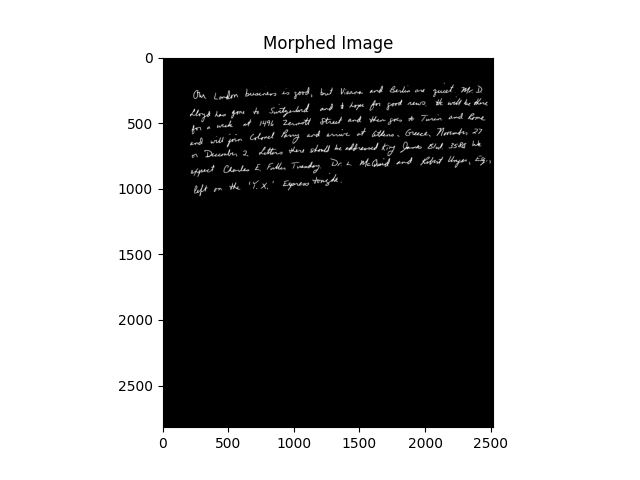 Morphed Image
Our London business is good, but Vienna and Berlin are quiet. Mr. D
Lloyd has gone to Switzerland and I hope for good news. He will be there
for a week at 1496 Zermott Street and then goes to Turin and Rome
and will join Colonel Parry and arrive at Athens, Greece, November 27
or December 2. Letters there should be addressed King James Blvd 3580. We
expect Charles E. Fuller Tuesday. Dr. L. McQuaid and Robert Unger, Esq.,
left on the 'Y.X.' Express tonight.
0
500
1000
1500
2000
2500
0 500 1000 1500 2000 2500